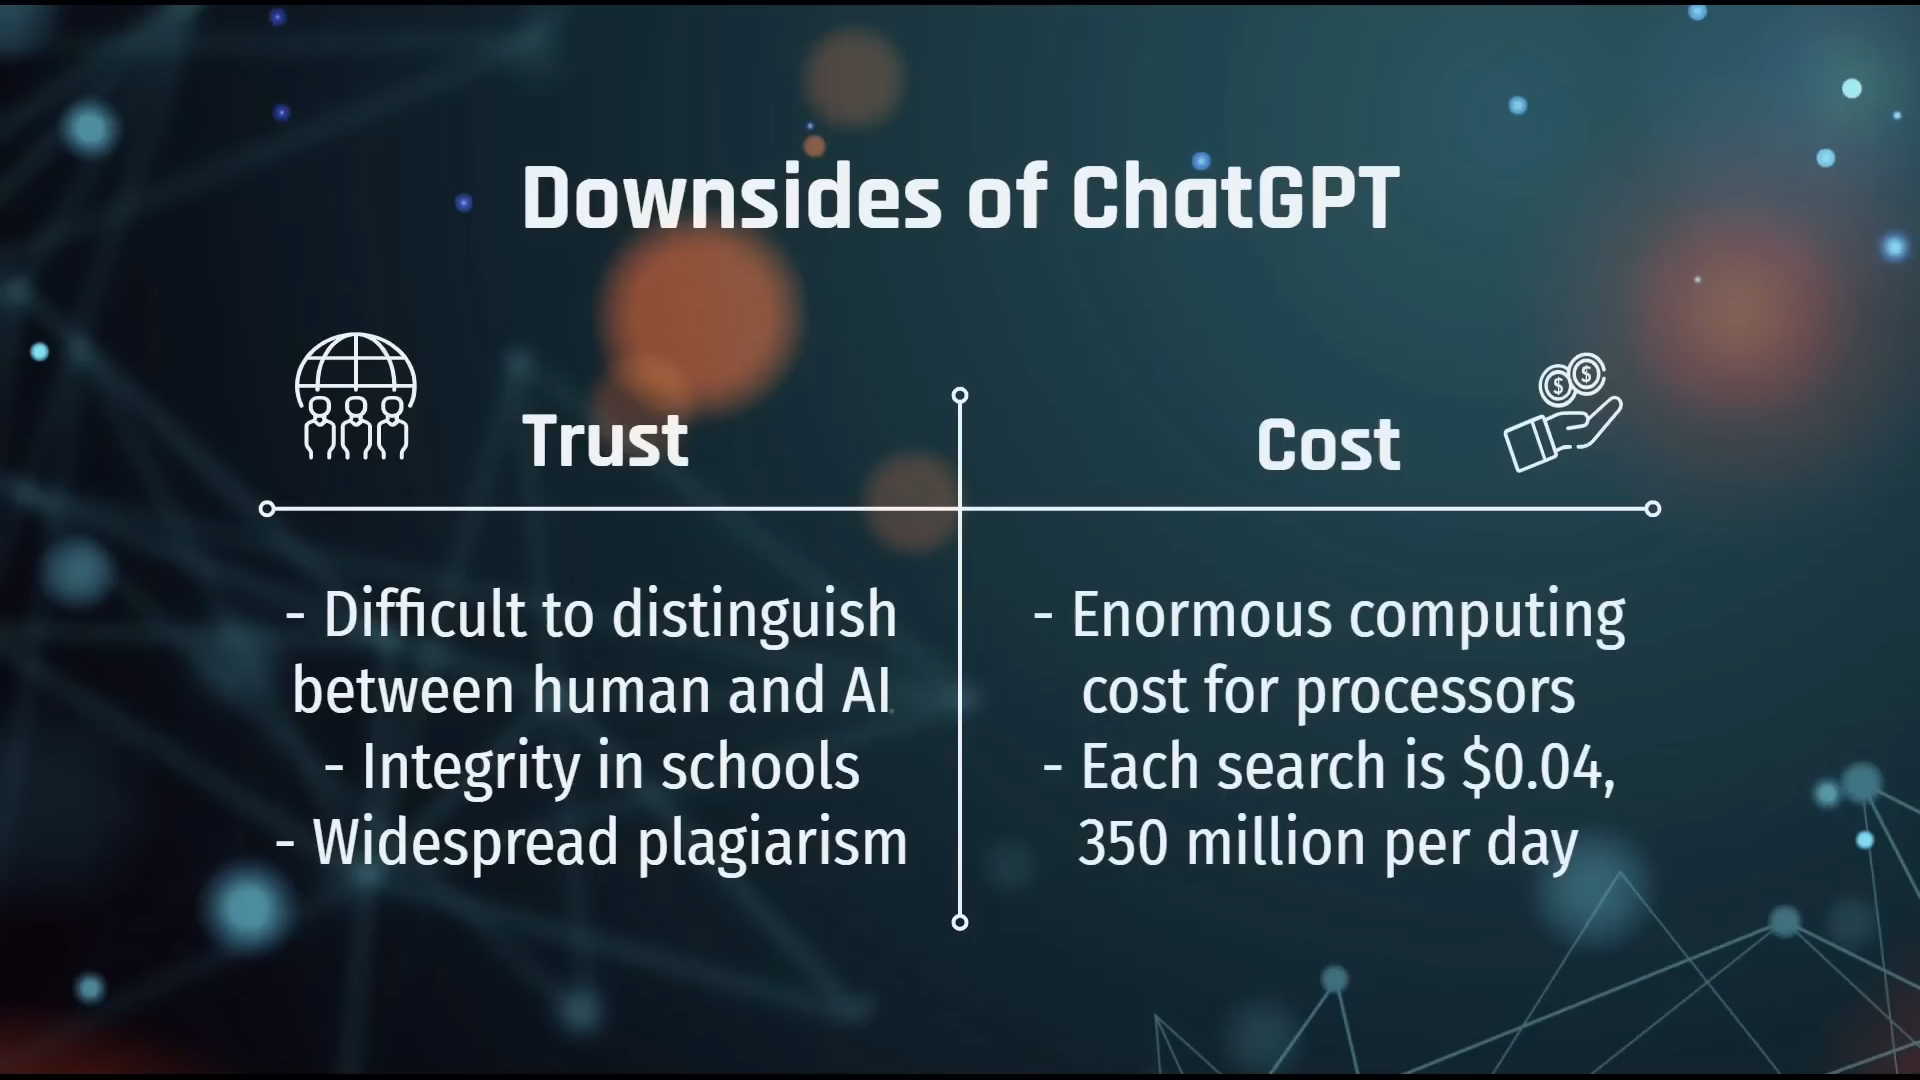 Downsides of ChatGPT
Trust
- Difficult to distinguish
between human and AI
- Integrity in schools
- Widespread plagiarism
Cost
$ $
- Enormous computing
cost for processors
- Each search is $0.04,
350 million per day